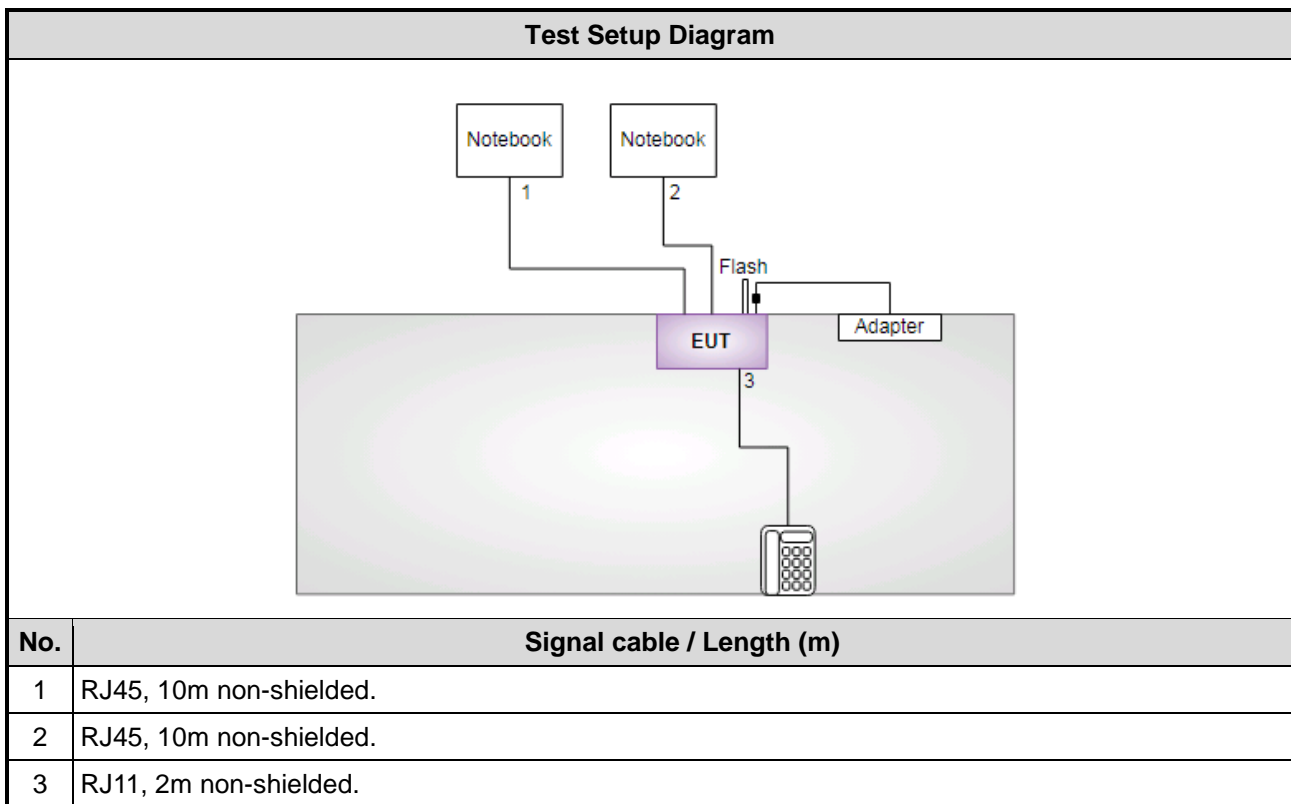 Test Setup Diagram
Notebook
Notebook
1
2
Flash
Adapter
EUT
3
No. Signal cable / Length (m)
1 RJ45, 10m non-shielded.
2 RJ45, 10m non-shielded.
3 RJ11, 2m non-shielded.